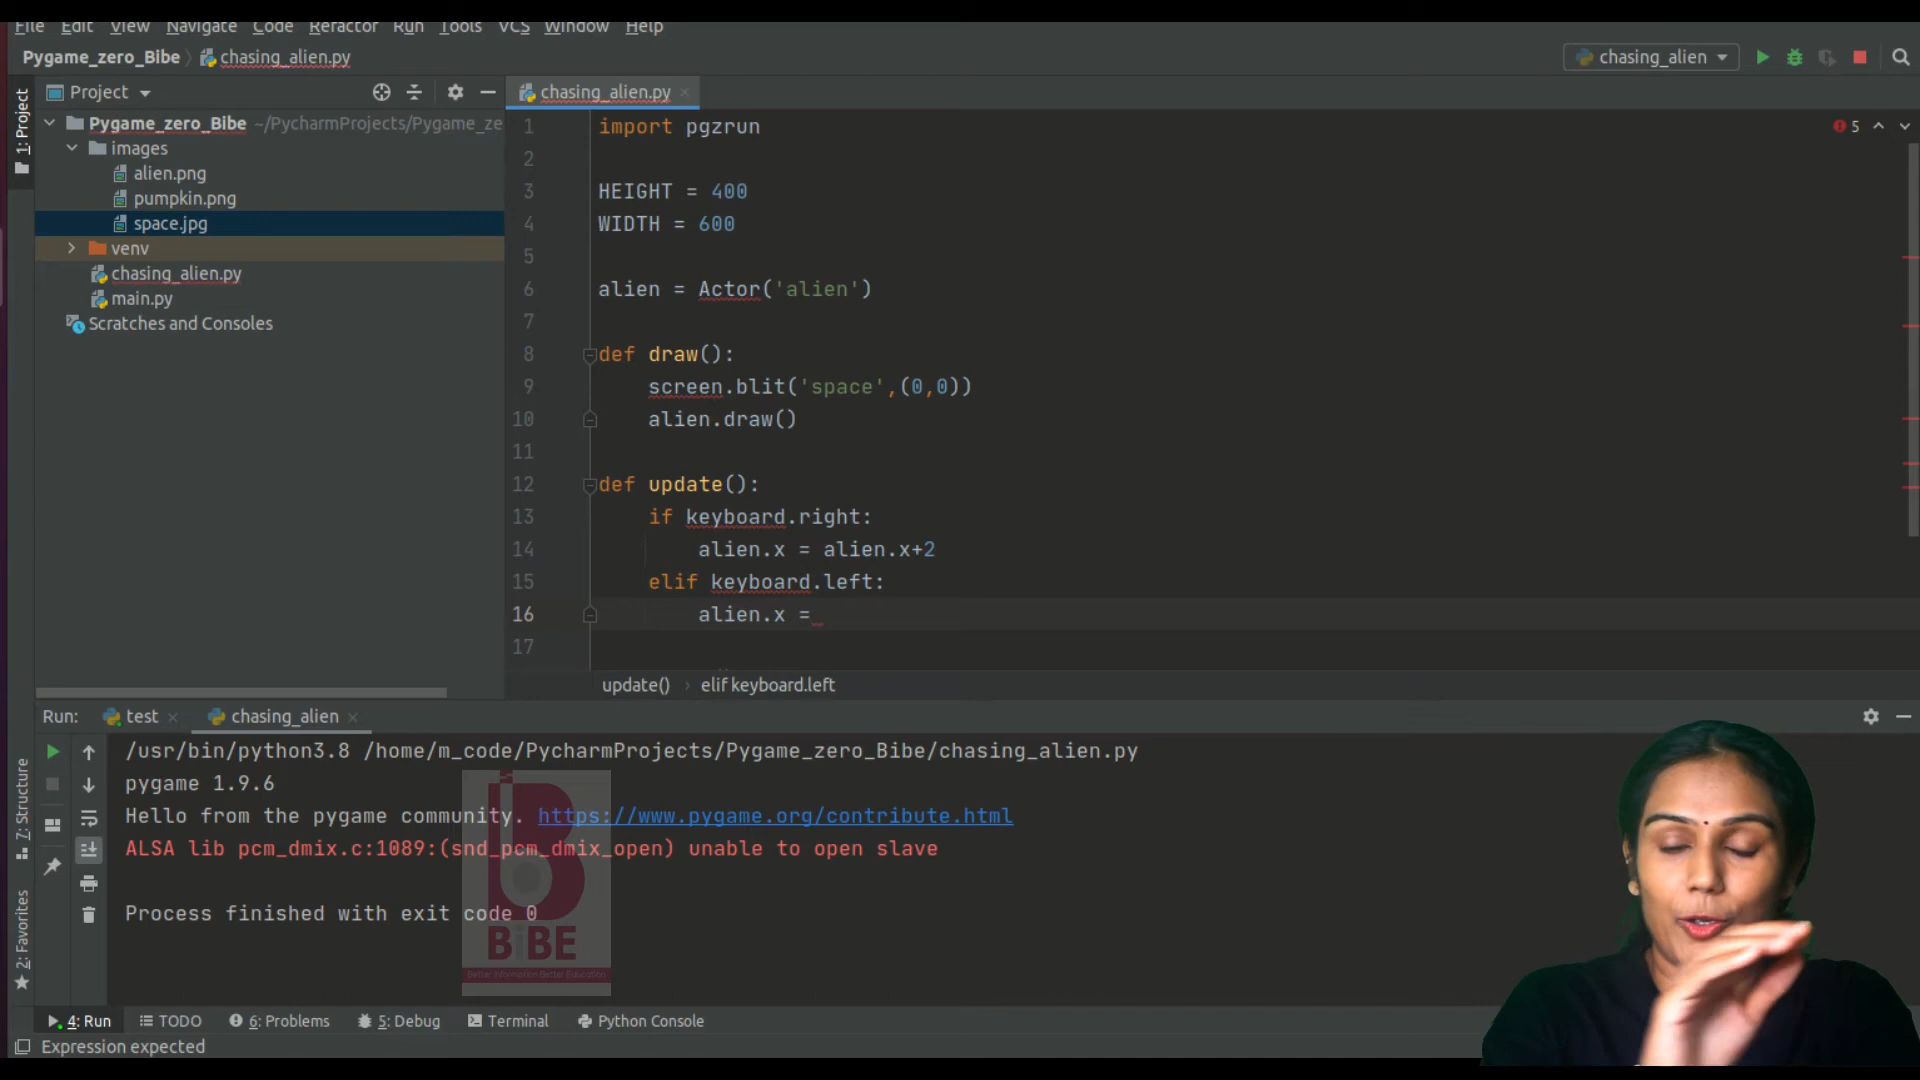 File Edit View Navigate Code Refactor Run Tools VCS Window Help
Pygame_zero_Bibe chasing_alien.py
chasing_alien
Project
chasing_alien.py
1: Project
Pygame_zero_Bibe ~/PycharmProjects/Pygame_ze
images
alien.png
pumpkin.png
space.jpg
venv
chasing_alien.py
main.py
Scratches and Consoles
5
1 import pgzrun
2
3 HEIGHT = 400
4 WIDTH = 600
5
6 alien = Actor('alien')
7
8 def draw():
9 screen.blit('space',(0,0))
10 alien.draw()
11
12 def update():
13 if keyboard.right:
14 alien.x = alien.x+2
15 elif keyboard.left:
16 alien.x =
17
update() elif keyboard.left
Run: test chasing_alien
/usr/bin/python3.8 /home/m_code/PycharmProjects/Pygame_zero_Bibe/chasing_alien.py
pygame 1.9.6
Hello from the pygame community. https://www.pygame.org/contribute.html
ALSA lib pcm_dmix.c:1089:(snd_pcm_dmix_open) unable to open slave
Process finished with exit code 0
BiBE
Better Information Better Education
7: Structure
2: Favorites
4: Run TODO 6: Problems 5: Debug Terminal Python Console
Expression expected